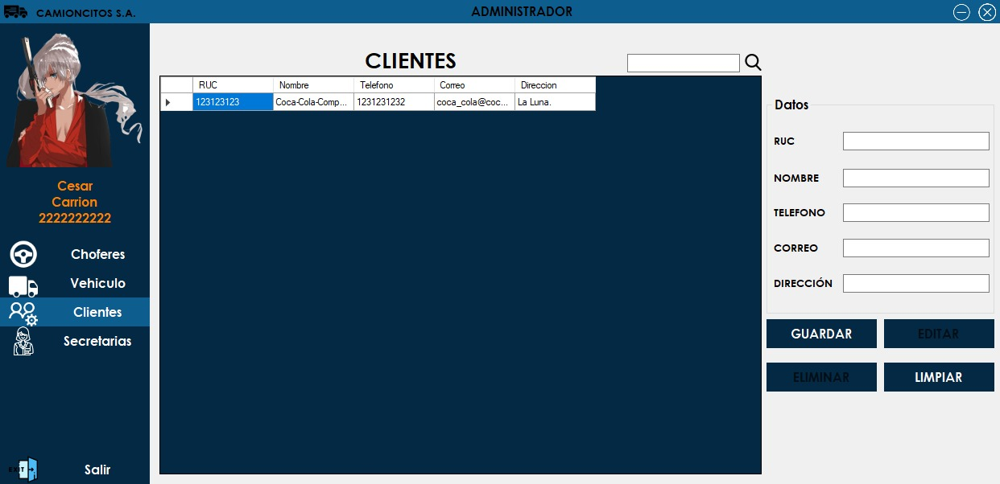 CAMIONCITOS S.A.
ADMINISTRADOR
Cesar
Carrion
2222222222
Choferes
Vehiculo
Clientes
Secretarias
EXIT
Salir
CLIENTES
RUC Nombre Telefono Correo Direccion
123123123 Coca-Cola-Comp... 1231231232 coca_cola@coc... La Luna.
Datos
RUC
NOMBRE
TELEFONO
CORREO
DIRECCIÓN
GUARDAR EDITAR
ELIMINAR LIMPIAR